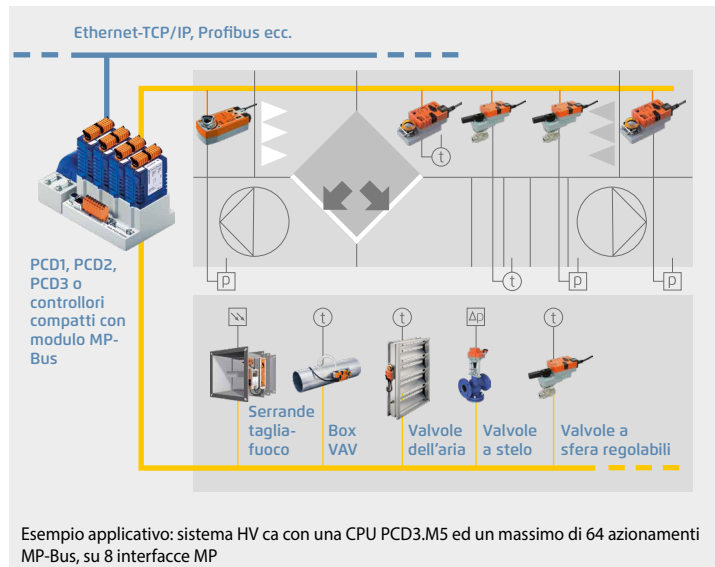 Ethernet-TCP/IP, Profibus ecc.
t
p
t
p
p
PCD1, PCD2,
PCD3 o
controllori
compatti con
modulo MP-
Bus
t
t
Δp
t
Serrande
taglia-
fuoco
Box
VAV
Valvole
dell'aria
Valvole
a stelo
Valvole a
sfera regolabili
Esempio applicativo: sistema HV ca con una CPU PCD3.M5 ed un massimo di 64 azionamenti
MP-Bus, su 8 interfacce MP